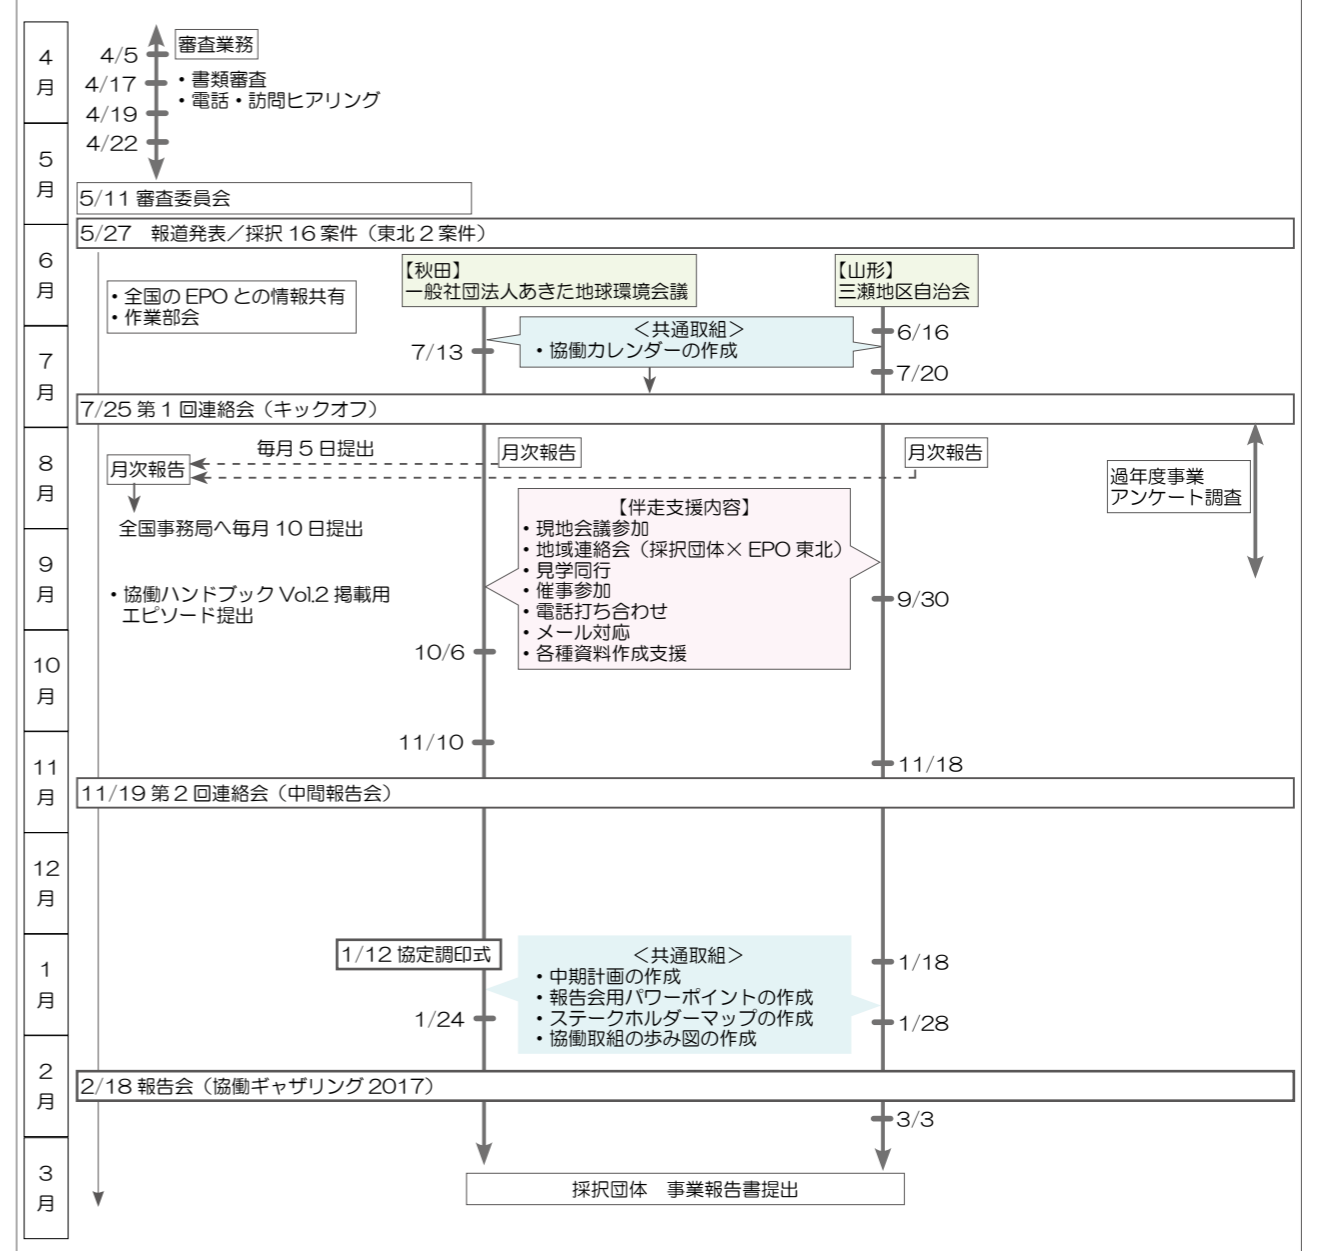 4
月
5
月
6
月
7
月
8
月
9
月
10
月
11
月
12
月
1
月
2
月
3
月
4/5
4/17
4/19
4/22
審査業務
・書類審査
・電話・訪問ヒアリング
5/11 審査委員会
5/27　報道発表／採択 16 案件（東北 2 案件）
・全国の EPO との情報共有
・作業部会
【秋田】
一般社団法人あきた地球環境会議
【山形】
三瀬地区自治会
＜共通取組＞
・協働カレンダーの作成
7/13
6/16
7/20
7/25 第 1 回連絡会（キックオフ）
毎月 5 日提出
月次報告
月次報告
月次報告
全国事務局へ毎月 10 日提出
過年度事業
アンケート調査
【伴走支援内容】
・現地会議参加
・地域連絡会（採択団体× EPO 東北）
・見学同行
・催事参加
・電話打ち合わせ
・メール対応
・各種資料作成支援
・協働ハンドブック Vol.2 掲載用
エピソード提出
9/30
10/6
11/10
11/18
11/19 第 2 回連絡会（中間報告会）
1/12 協定調印式
＜共通取組＞
・中期計画の作成
・報告会用パワーポイントの作成
・ステークホルダーマップの作成
・協働取組の歩み図の作成
1/18
1/24
1/28
2/18 報告会（協働ギャザリング 2017）
3/3
採択団体　事業報告書提出